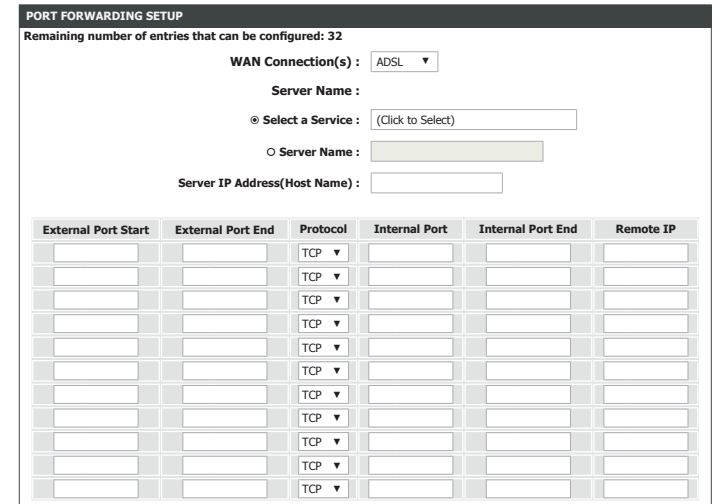 PORT FORWARDING SETUP
Remaining number of entries that can be configured: 32
WAN Connection(s) : ADSL ▼
Server Name :
Select a Service : (Click to Select)
Server Name :
Server IP Address(Host Name) :
External Port Start External Port End Protocol Internal Port Internal Port End Remote IP
TCP ▼
TCP ▼
TCP ▼
TCP ▼
TCP ▼
TCP ▼
TCP ▼
TCP ▼
TCP ▼
TCP ▼
TCP ▼